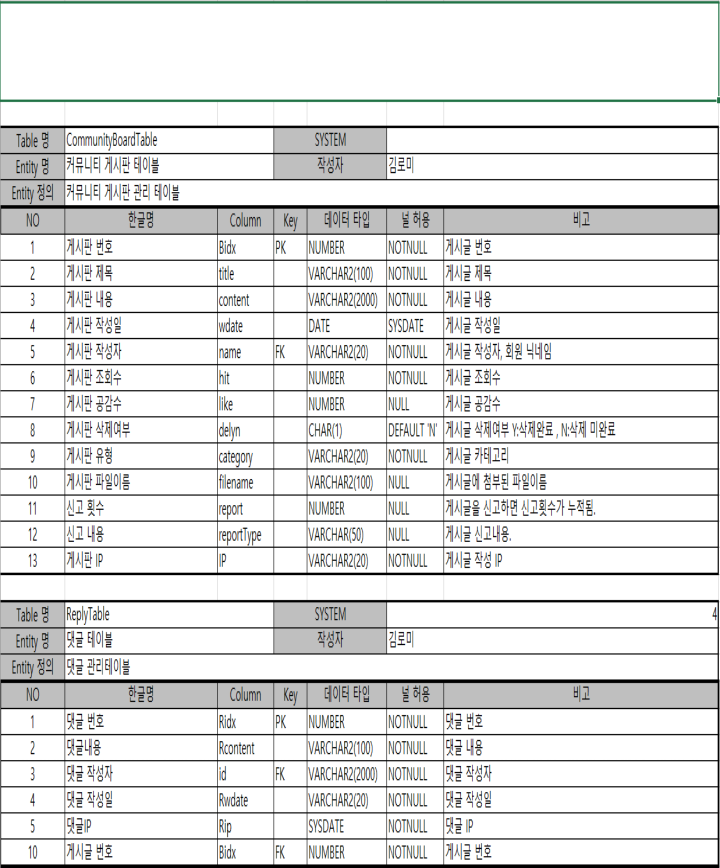 Table 명 CommunityBoardTable SYSTEM
Entity 명 커뮤니티 게시판 테이블 작성자 김로미
Entity 정의 커뮤니티 게시판 관리 테이블
NO 한글명 Column Key 데이터 타입 널 허용 비고
1 게시판 번호 Bidx PK NUMBER NOTNULL 게시글 번호
2 게시판 제목 title VARCHAR2(100) NOTNULL 게시글 제목
3 게시판 내용 content VARCHAR2(2000) NOTNULL 게시글 내용
4 게시판 작성일 wdate DATE SYSDATE 게시글 작성일
5 게시판 작성자 name FK VARCHAR2(20) NOTNULL 게시글 작성자, 회원 닉네임
6 게시판 조회수 hit NUMBER NOTNULL 게시글 조회수
7 게시판 공감수 like NUMBER NULL 게시글 공감수
8 게시판 삭제여부 delyn CHAR(1) DEFAULT 'N' 게시글 삭제여부 Y:삭제완료 , N:삭제 미완료
9 게시판 유형 category VARCHAR2(20) NOTNULL 게시글 카테고리
10 게시판 파일이름 filename VARCHAR2(100) NULL 게시글에 첨부된 파일이름
11 신고 횟수 report NUMBER NULL 게시글을 신고하면 신고횟수가 누적됨.
12 신고 내용 reportType VARCHAR(50) NULL 게시글 신고내용.
13 게시판 IP IP VARCHAR2(20) NOTNULL 게시글 작성 IP
Table 명 ReplyTable SYSTEM 4
Entity 명 댓글 테이블 작성자 김로미
Entity 정의 댓글 관리테이블
NO 한글명 Column Key 데이터 타입 널 허용 비고
1 댓글 번호 Ridx PK NUMBER NOTNULL 댓글 번호
2 댓글내용 Rcontent VARCHAR2(100) NOTNULL 댓글 내용
3 댓글 작성자 id FK VARCHAR2(2000) NOTNULL 댓글 작성자
4 댓글 작성일 Rwdate VARCHAR2(20) NOTNULL 댓글 작성일
5 댓글IP Rip SYSDATE NOTNULL 댓글 IP
10 게시글 번호 Bidx FK NUMBER NOTNULL 게시글 번호